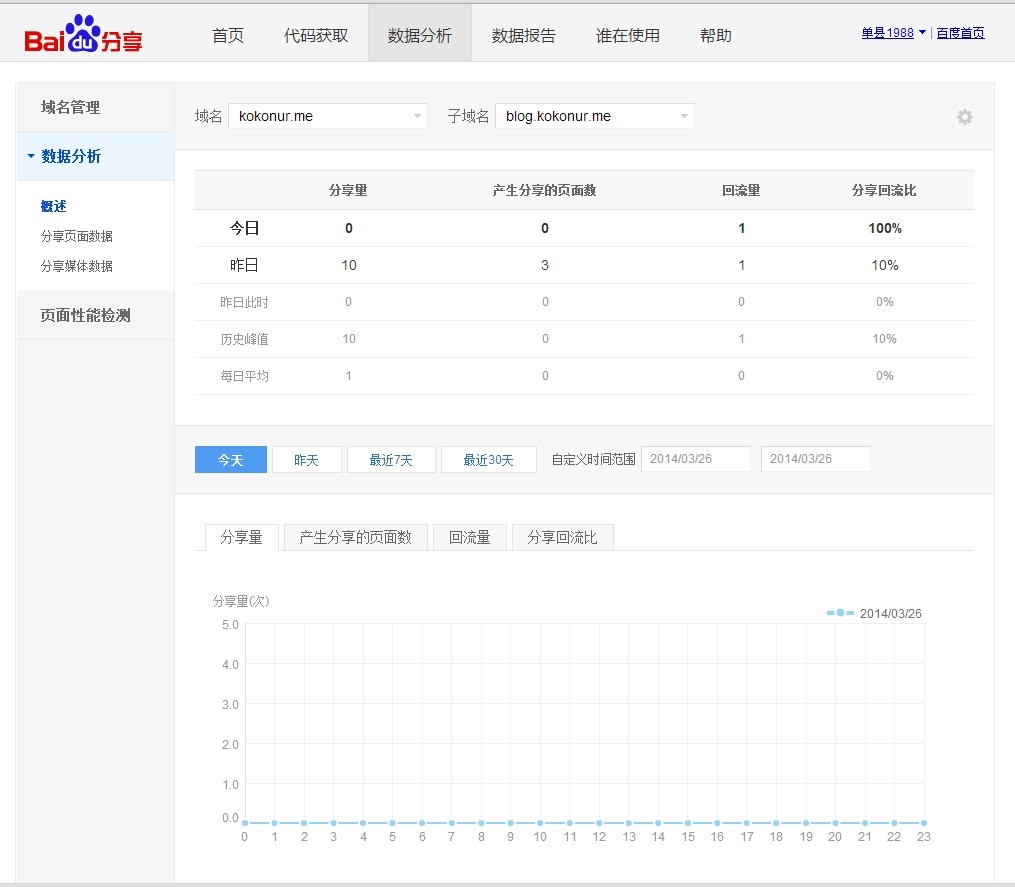 Bai du 分享 首页 代码获取 数据分析 数据报告 谁在使用 帮助 单县1988 | 百度首页
域名管理
数据分析
概述
分享页面数据
分享媒体数据
页面性能检测
域名 kokonur.me 子域名 blog.kokonur.me
分享量 产生分享的页面数 回流量 分享回流比
今日 0 0 1 100%
昨日 10 3 1 10%
昨日此时 0 0 0 0%
历史峰值 10 0 1 10%
每日平均 1 0 0 0%
今天 昨天 最近7天 最近30天 自定义时间范围 2014/03/26 2014/03/26
分享量 产生分享的页面数 回流量 分享回流比
分享量(次)
2014/03/26
5.0
4.0
3.0
2.0
1.0
0.0
0 1 2 3 4 5 6 7 8 9 10 11 12 13 14 15 16 17 18 19 20 21 22 23